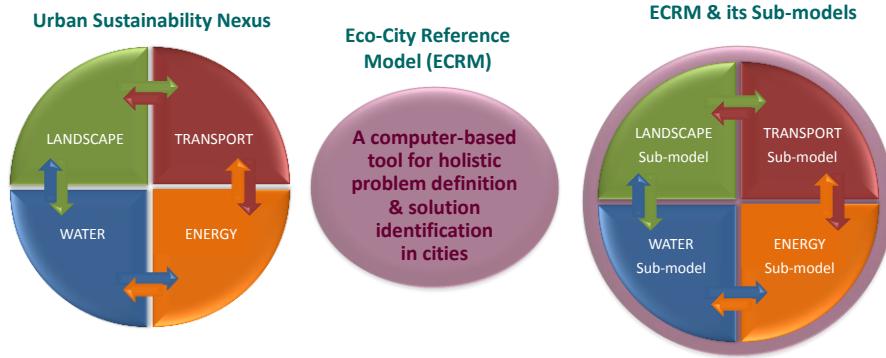 Urban Sustainability Nexus
LANDSCAPE
TRANSPORT
WATER
ENERGY
Eco-City Reference
Model (ECRM)
A computer-based
tool for holistic
problem definition
& solution
identification
in cities
ECRM & its Sub-models
LANDSCAPE
Sub-model
TRANSPORT
Sub-model
WATER
Sub-model
ENERGY
Sub-model